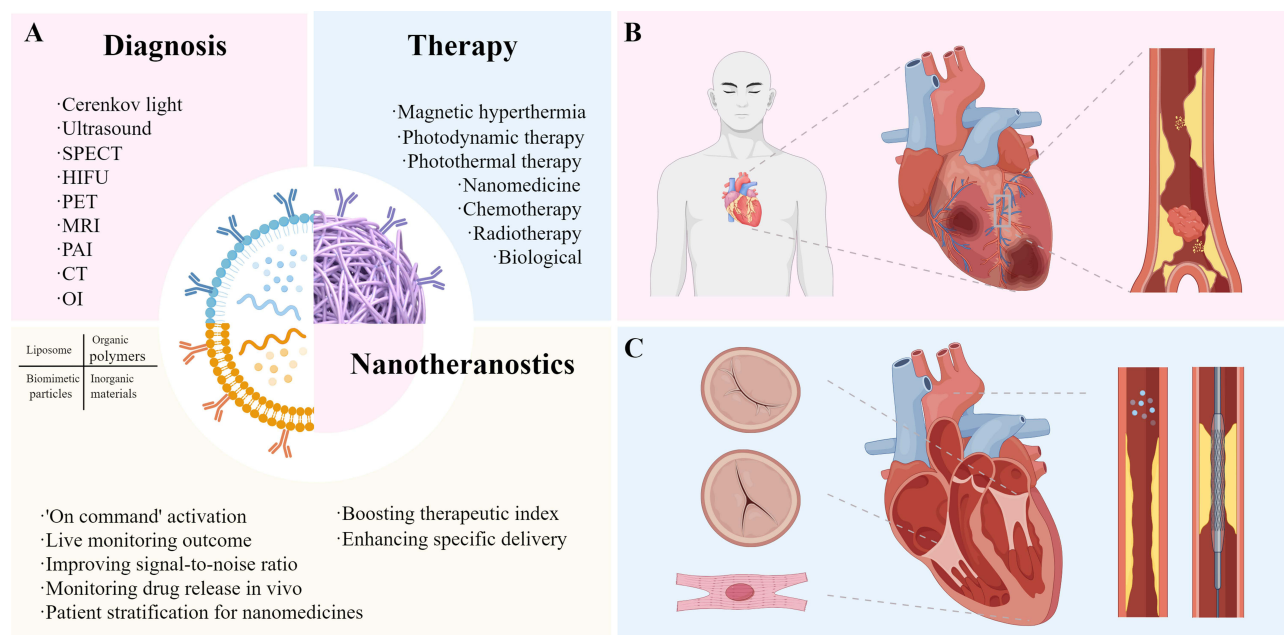 A
Diagnosis
·Cerenkov light
·Ultrasound
·SPECT
·HIFU
·PET
·MRI
·PAI
·CT
·OI
Therapy
·Magnetic hyperthermia
·Photodynamic therapy
·Photothermal therapy
·Nanomedicine
·Chemotherapy
·Radiotherapy
·Biological
Liposome
Organic
polymers
Biomimetic
particles
Inorganic
materials
Nanotheranostics
·'On command' activation
·Live monitoring outcome
·Improving signal-to-noise ratio
·Monitoring drug release in vivo
·Patient stratification for nanomedicines
·Boosting therapeutic index
·Enhancing specific delivery
B
C